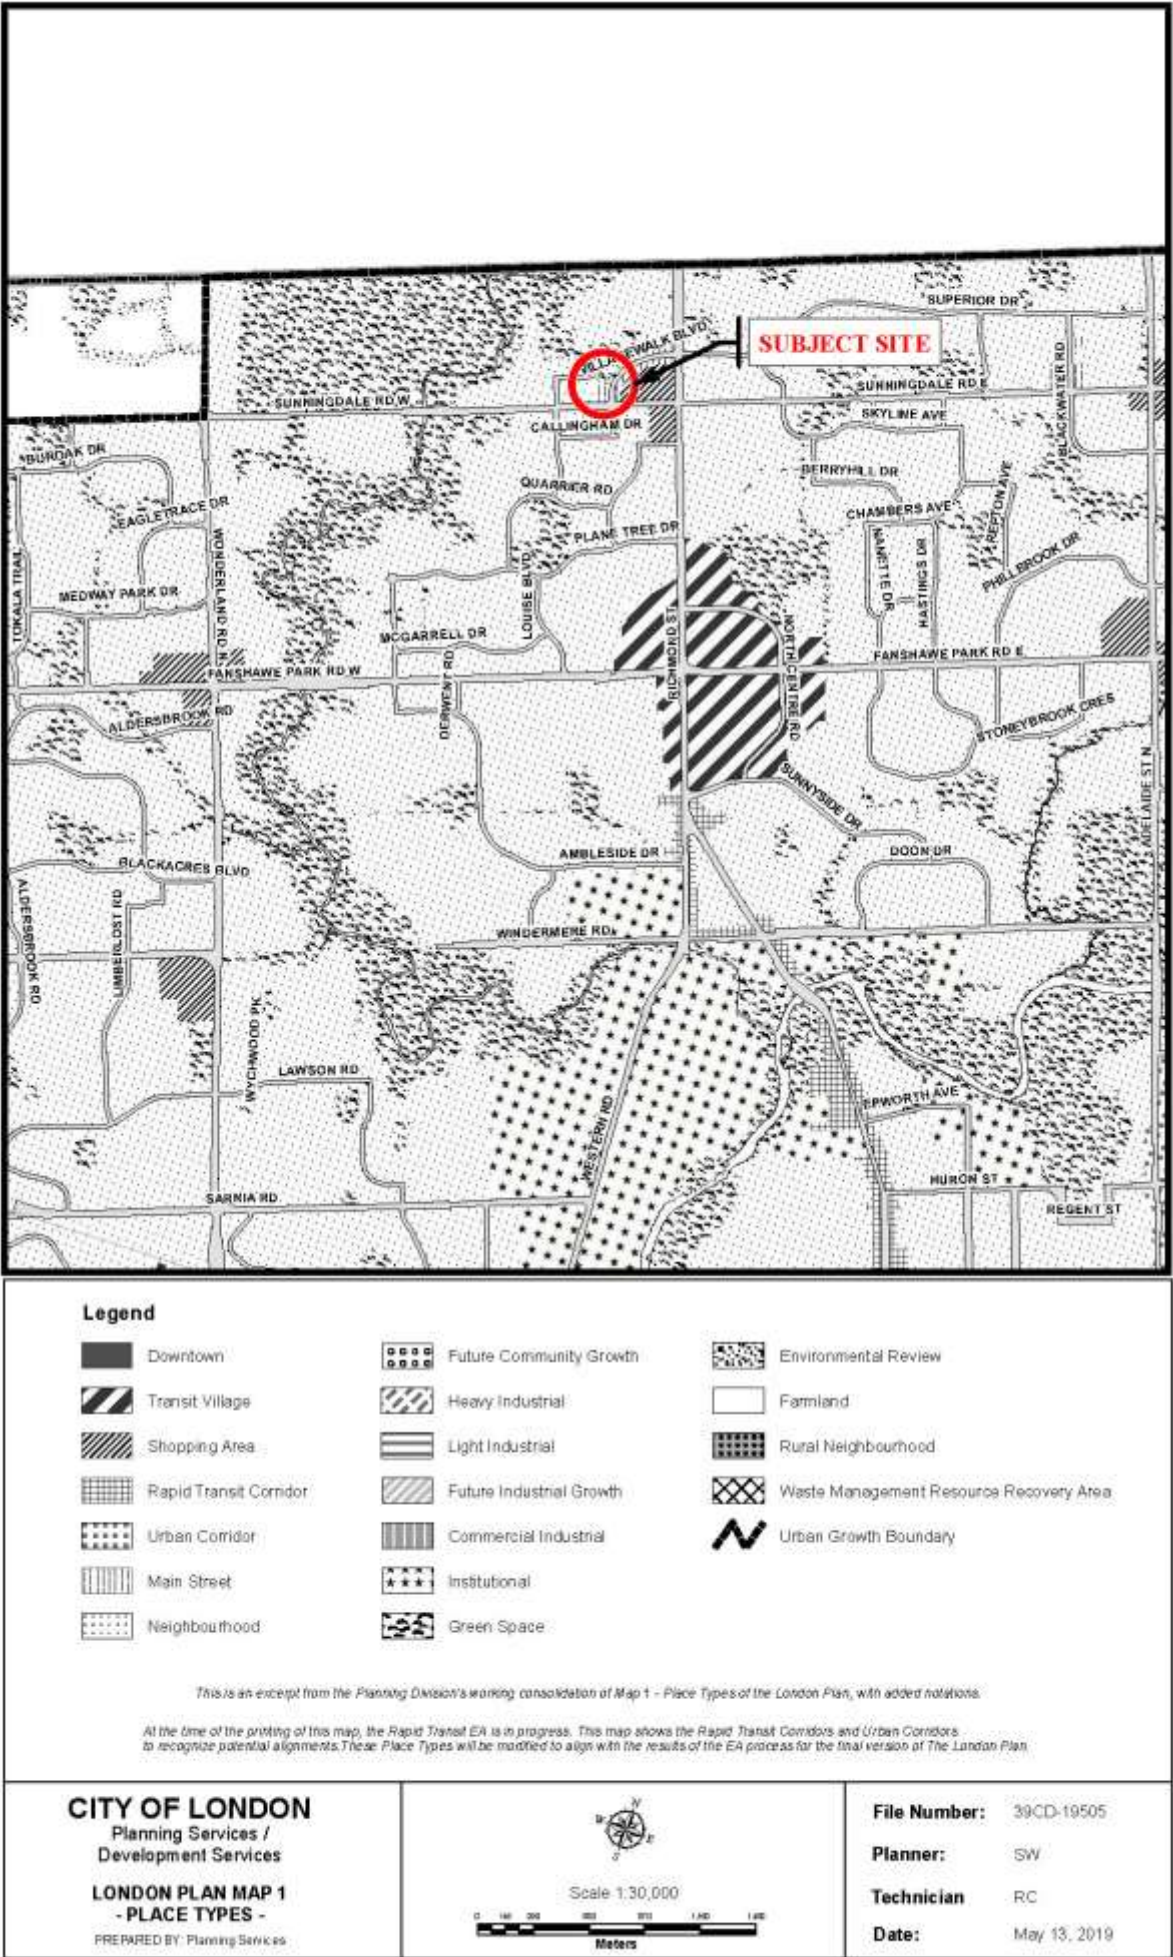 SUPERIOR DR
VILLAGEWALK BLVD
SUBJECT SITE
SUNNINGDALE RD E
SUNNINGDALE RD W
SKYLINE AVE
BLACKWATER RD
CALLINGHAM DR
BURDAK DR
BERRYHILL DR
QUARRIER RD
REPTON AVE
EAGLETRACE DR
CHAMBERS AVE
PLANE TREE DR
WONDERLAND RD N
NANETTE DR
HASTINGS DR
PHILLBROOK DR
TOKALA TRAIL
LOUISE BLVD
MEDWAY PARK DR
MCGARRELL DR
RICHMOND ST
NORTH CENTRE RD
FANSHAWE PARK RD E
FANSHAWE PARK RD W
DERWENT RD
ALDERSBROOK RD
STONEYBROOK CRES
SUNNYSIDE DR
ADELAIDE ST N
AMBLESIDE DR
DOON DR
BLACKACRES BLVD
ALDERSBROOK RD
LIMBERLOST RD
WINDERMERE RD
WYCHWOOD PK
LAWSON RD
EPWORTH AVE
WESTERN RD
HURON ST
SARNIA RD
REGENT ST
Legend
Downtown
Transit Village
Shopping Area
Rapid Transit Corridor
Urban Corridor
Main Street
Neighbourhood
Future Community Growth
Heavy Industrial
Light Industrial
Future Industrial Growth
Commercial Industrial
Institutional
Green Space
Environmental Review
Farmland
Rural Neighbourhood
Waste Management Resource Recovery Area
Urban Growth Boundary
This is an excerpt from the Planning Division's working consolidation of Map 1 - Place Types of the London Plan, with added notations.
At the time of the printing of this map, the Rapid Transit EA is in progress. This map shows the Rapid Transit Corridors and Urban Corridors
to recognize potential alignments. These Place Types will be modified to align with the results of the EA process for the final version of The London Plan.
CITY OF LONDON
Planning Services /
Development Services
LONDON PLAN MAP 1
- PLACE TYPES -
PREPARED BY: Planning Services
N
W
E
S
Scale 1:30,000
0
Meters
File Number: 39CD-19505
Planner: SW
Technician RC
Date: May 13, 2019